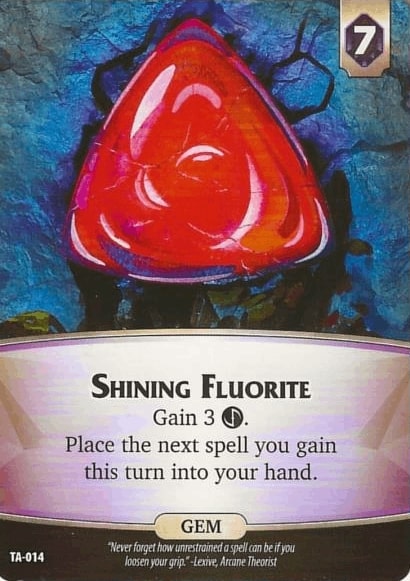 7
SHINING FLUORITE
Gain 3 .
Place the next spell you gain
this turn into your hand.
GEM
TA-014
"Never forget how unrestrained a spell can be if you
loosen your grip." -Lexive, Arcane Theorist